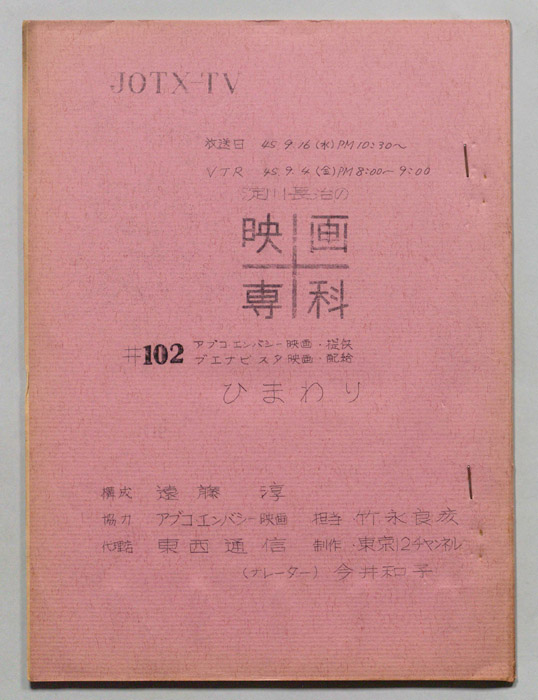 JOTX-TV
放送日 45.9.16(水)PM10:30〜
VTR 45.9.4(金)PM8:00〜9:00
淀川長治の
映画
専科
#102 アブコエンバシー映画・提供
ブエナビスタ映画・配給
ひまわり
構成 遠藤 淳
協力 アブコエンバシー映画 担当 竹永良
代理店 東西通信 制作 東京12チャンネル
(ナレーター) 今井和子